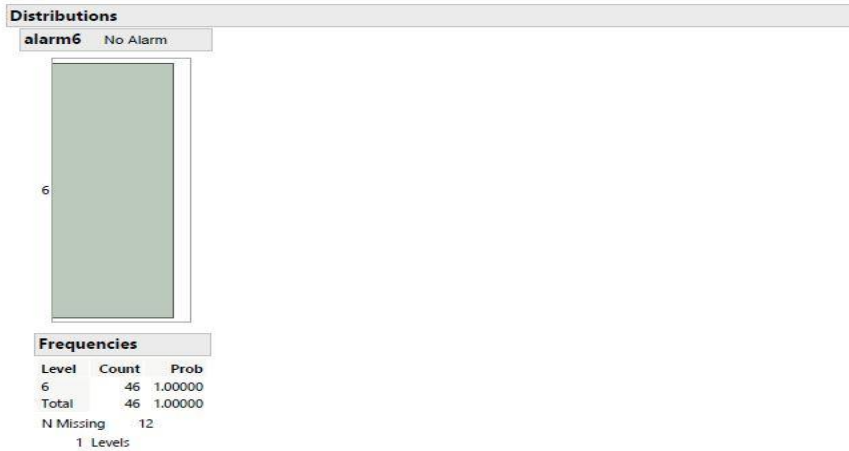 Distributions
alarm6 No Alarm
6
Frequencies
Level Count Prob
6 46 1.00000
Total 46 1.00000
N Missing 12
1 Levels